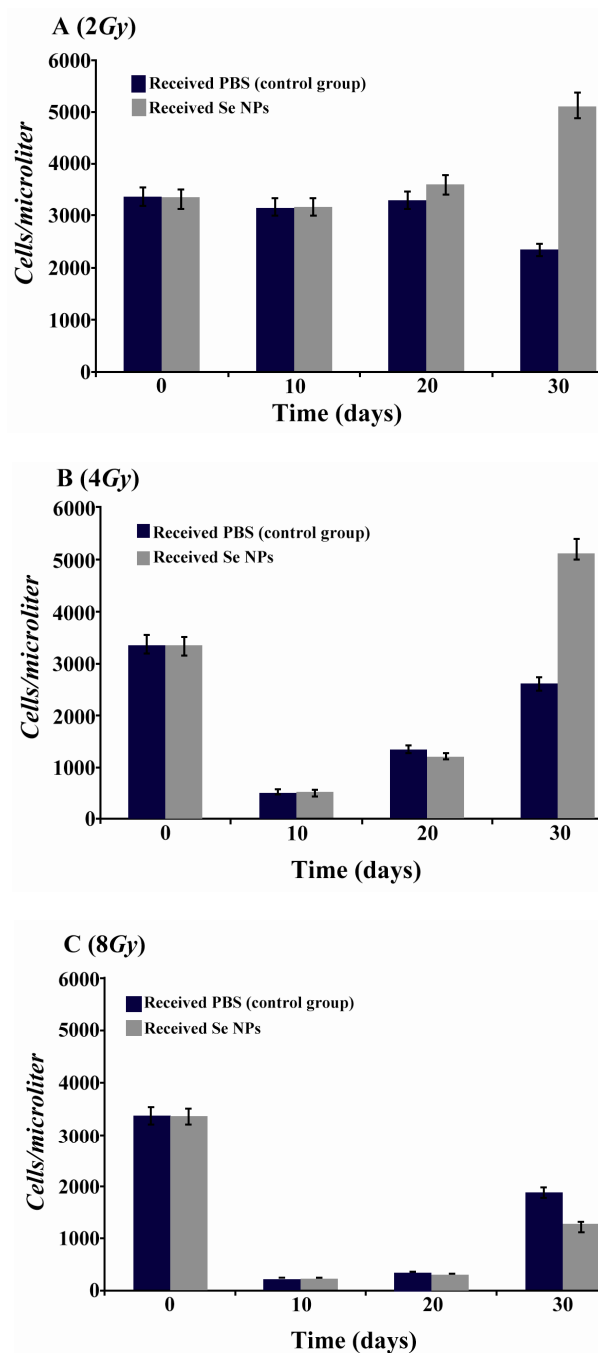 A (2Gy)
Received PBS (control group)
Received Se NPs
6000
5000
4000
3000
2000
1000
0
Cells/microliter
0 10 20 30
Time (days)
B (4Gy)
Received PBS (control group)
Received Se NPs
6000
5000
4000
3000
2000
1000
0
Cells/microliter
0 10 20 30
Time (days)
C (8Gy)
Received PBS (control group)
Received Se NPs
6000
5000
4000
3000
2000
1000
0
Cells/microliter
0 10 20 30
Time (days)